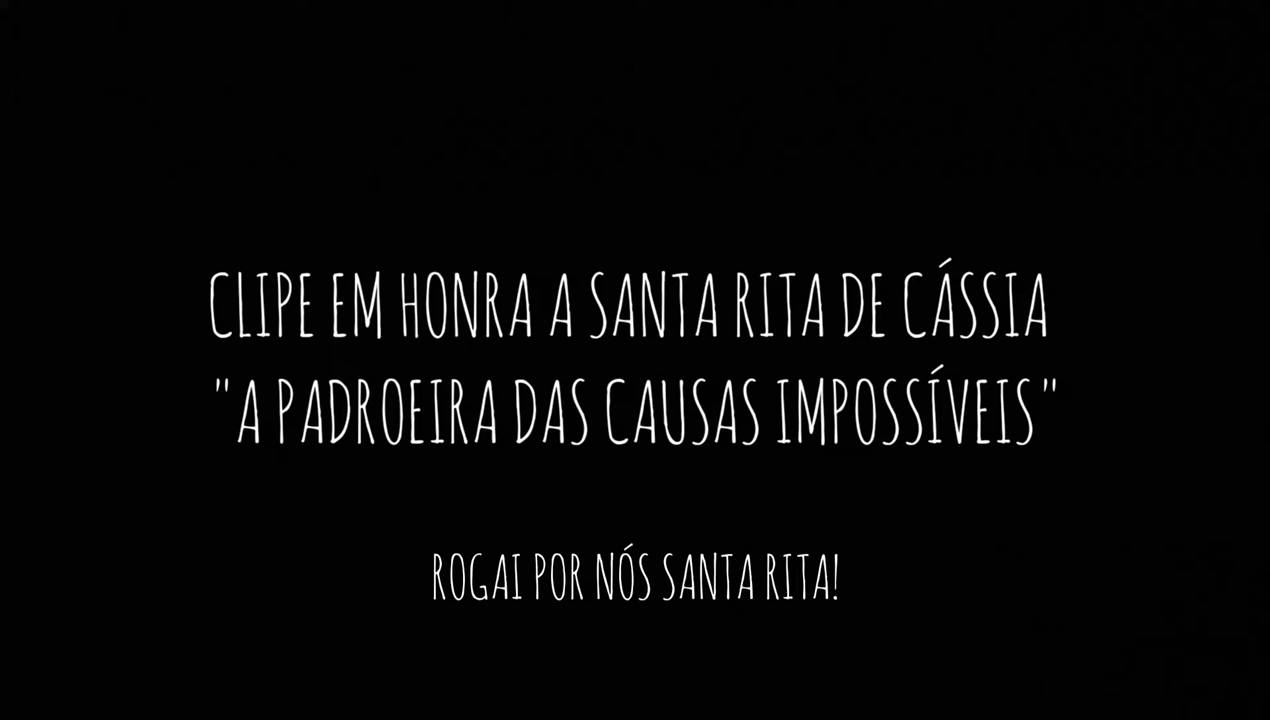 CLIPE EM HONRA A SANTA RITA DE CÁSSIA
"A PADROEIRA DAS CAUSAS IMPOSSÍVEIS"
ROGAI POR NÓS SANTA RITA!